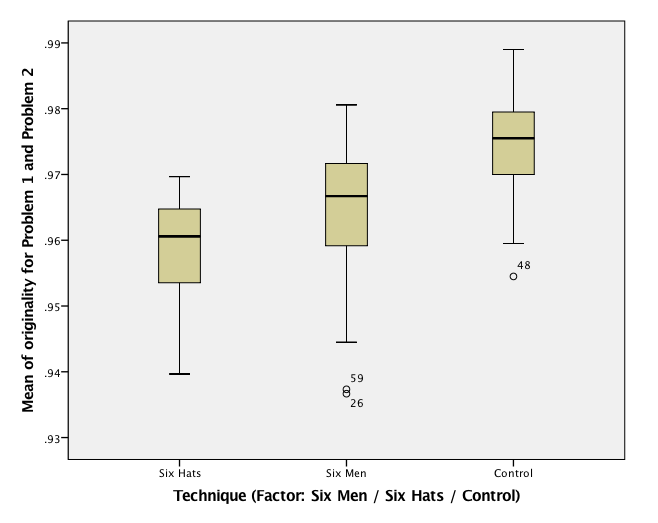 Mean of originality for Problem 1 and Problem 2
.99
.98
.97
.96
.95
.94
.93
59
26
48
Six Hats
Six Men
Control
Technique (Factor: Six Men / Six Hats / Control)